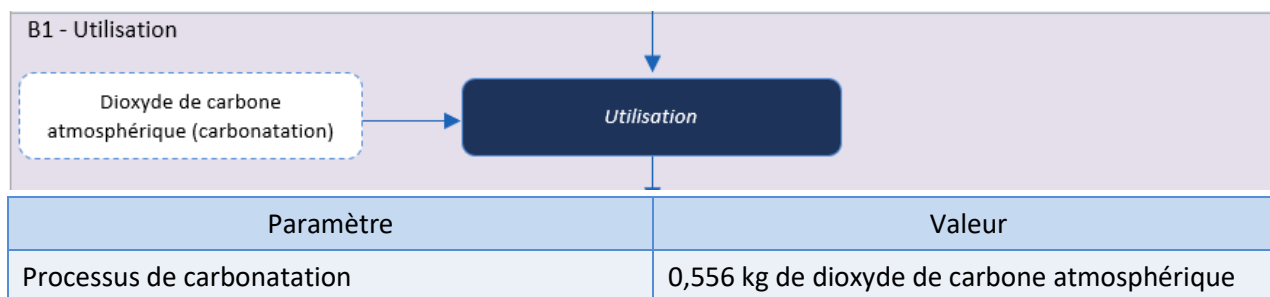 B1 - Utilisation
Dioxyde de carbone
atmosphérique (carbonatation)
Utilisation
Paramètre
Valeur
Processus de carbonatation
0,556 kg de dioxyde de carbone atmosphérique